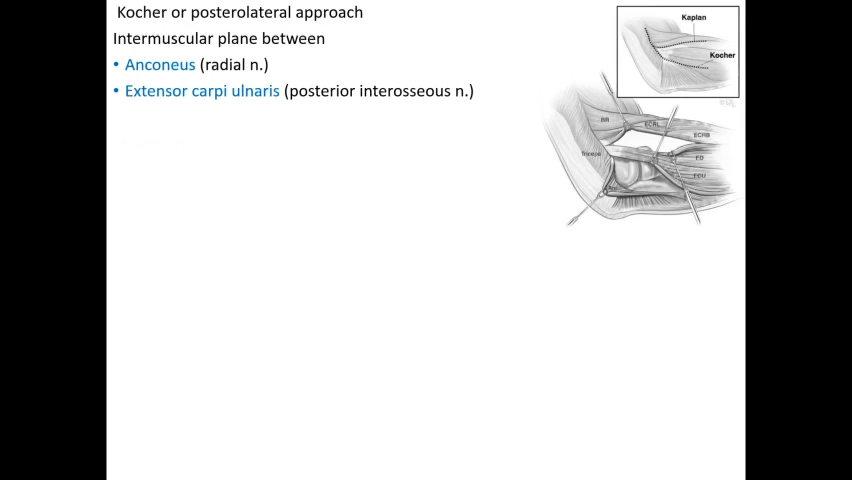 Kocher or posterolateral approach
Intermuscular plane between
• Anconeus (radial n.)
• Extensor carpi ulnaris (posterior interosseous n.)
Kaplan
Kocher
BR
ECRL
ECRB
Triceps
ED
ECU